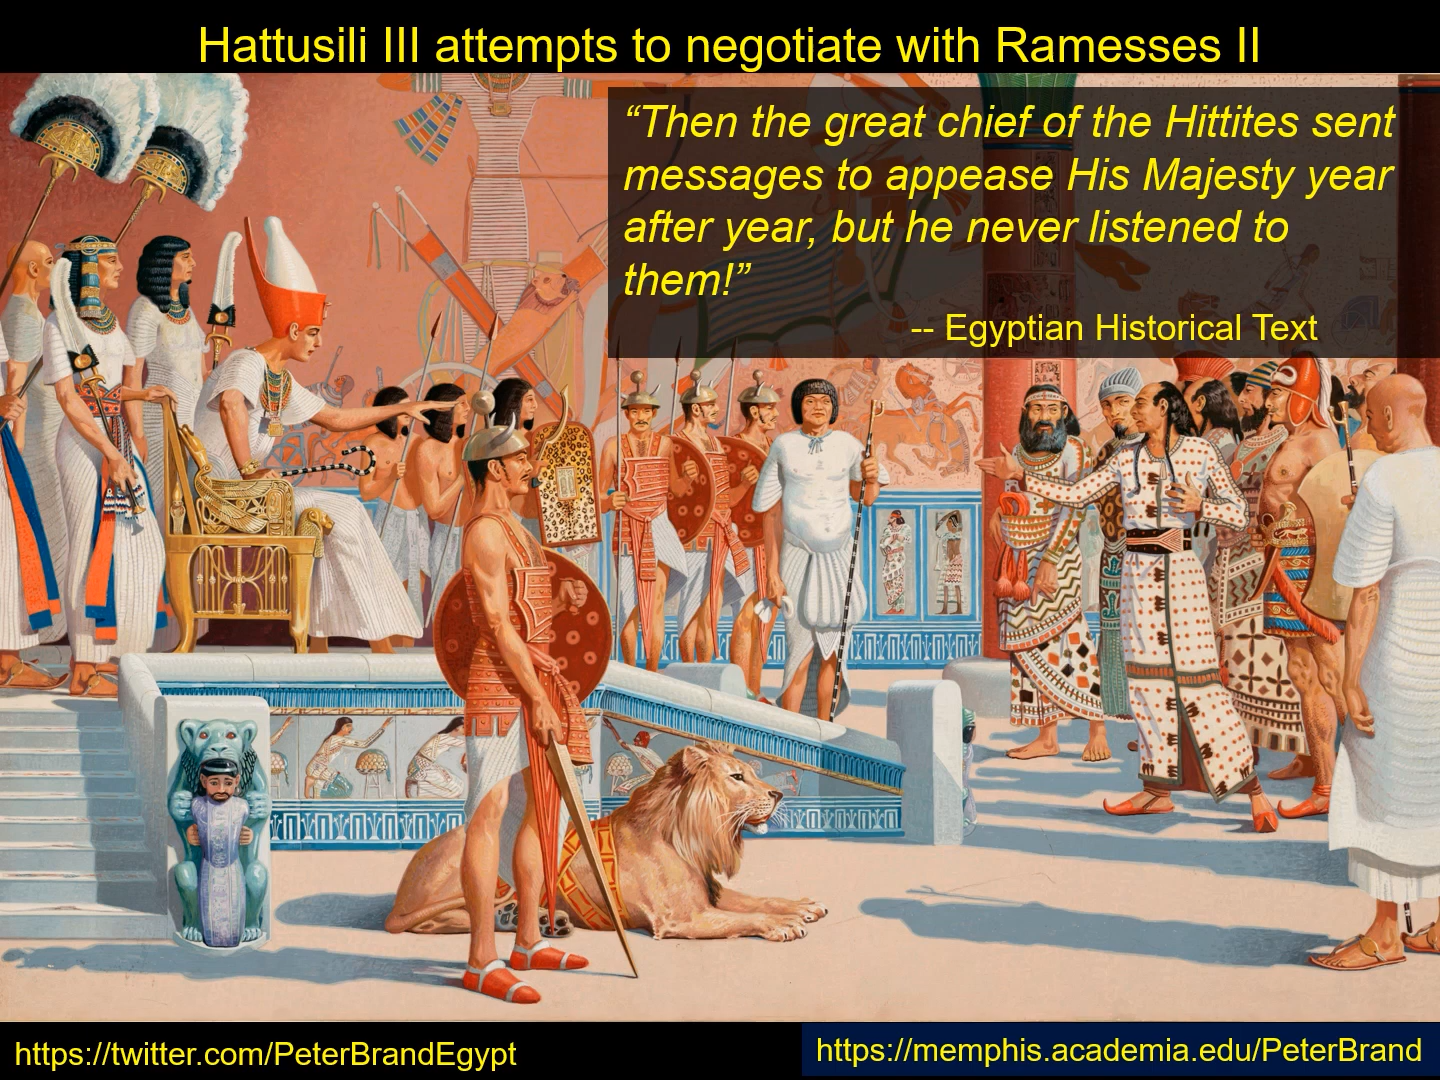 Hattusili III attempts to negotiate with Ramesses II
“Then the great chief of the Hittites sent
messages to appease His Majesty year
after year, but he never listened to
them!”
-- Egyptian Historical Text
https://twitter.com/PeterBrandEgypt
https://memphis.academia.edu/PeterBrand